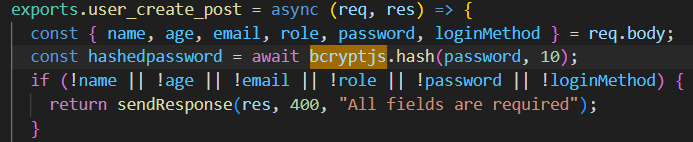 exports.user_create_post = async (req, res) => {
  const { name, age, email, role, password, loginMethod } = req.body;
  const hashedpassword = await bcryptjs.hash(password, 10);
  if (!name || !age || !email || !role || !password || !loginMethod) {
    return sendResponse(res, 400, "All fields are required");
  }